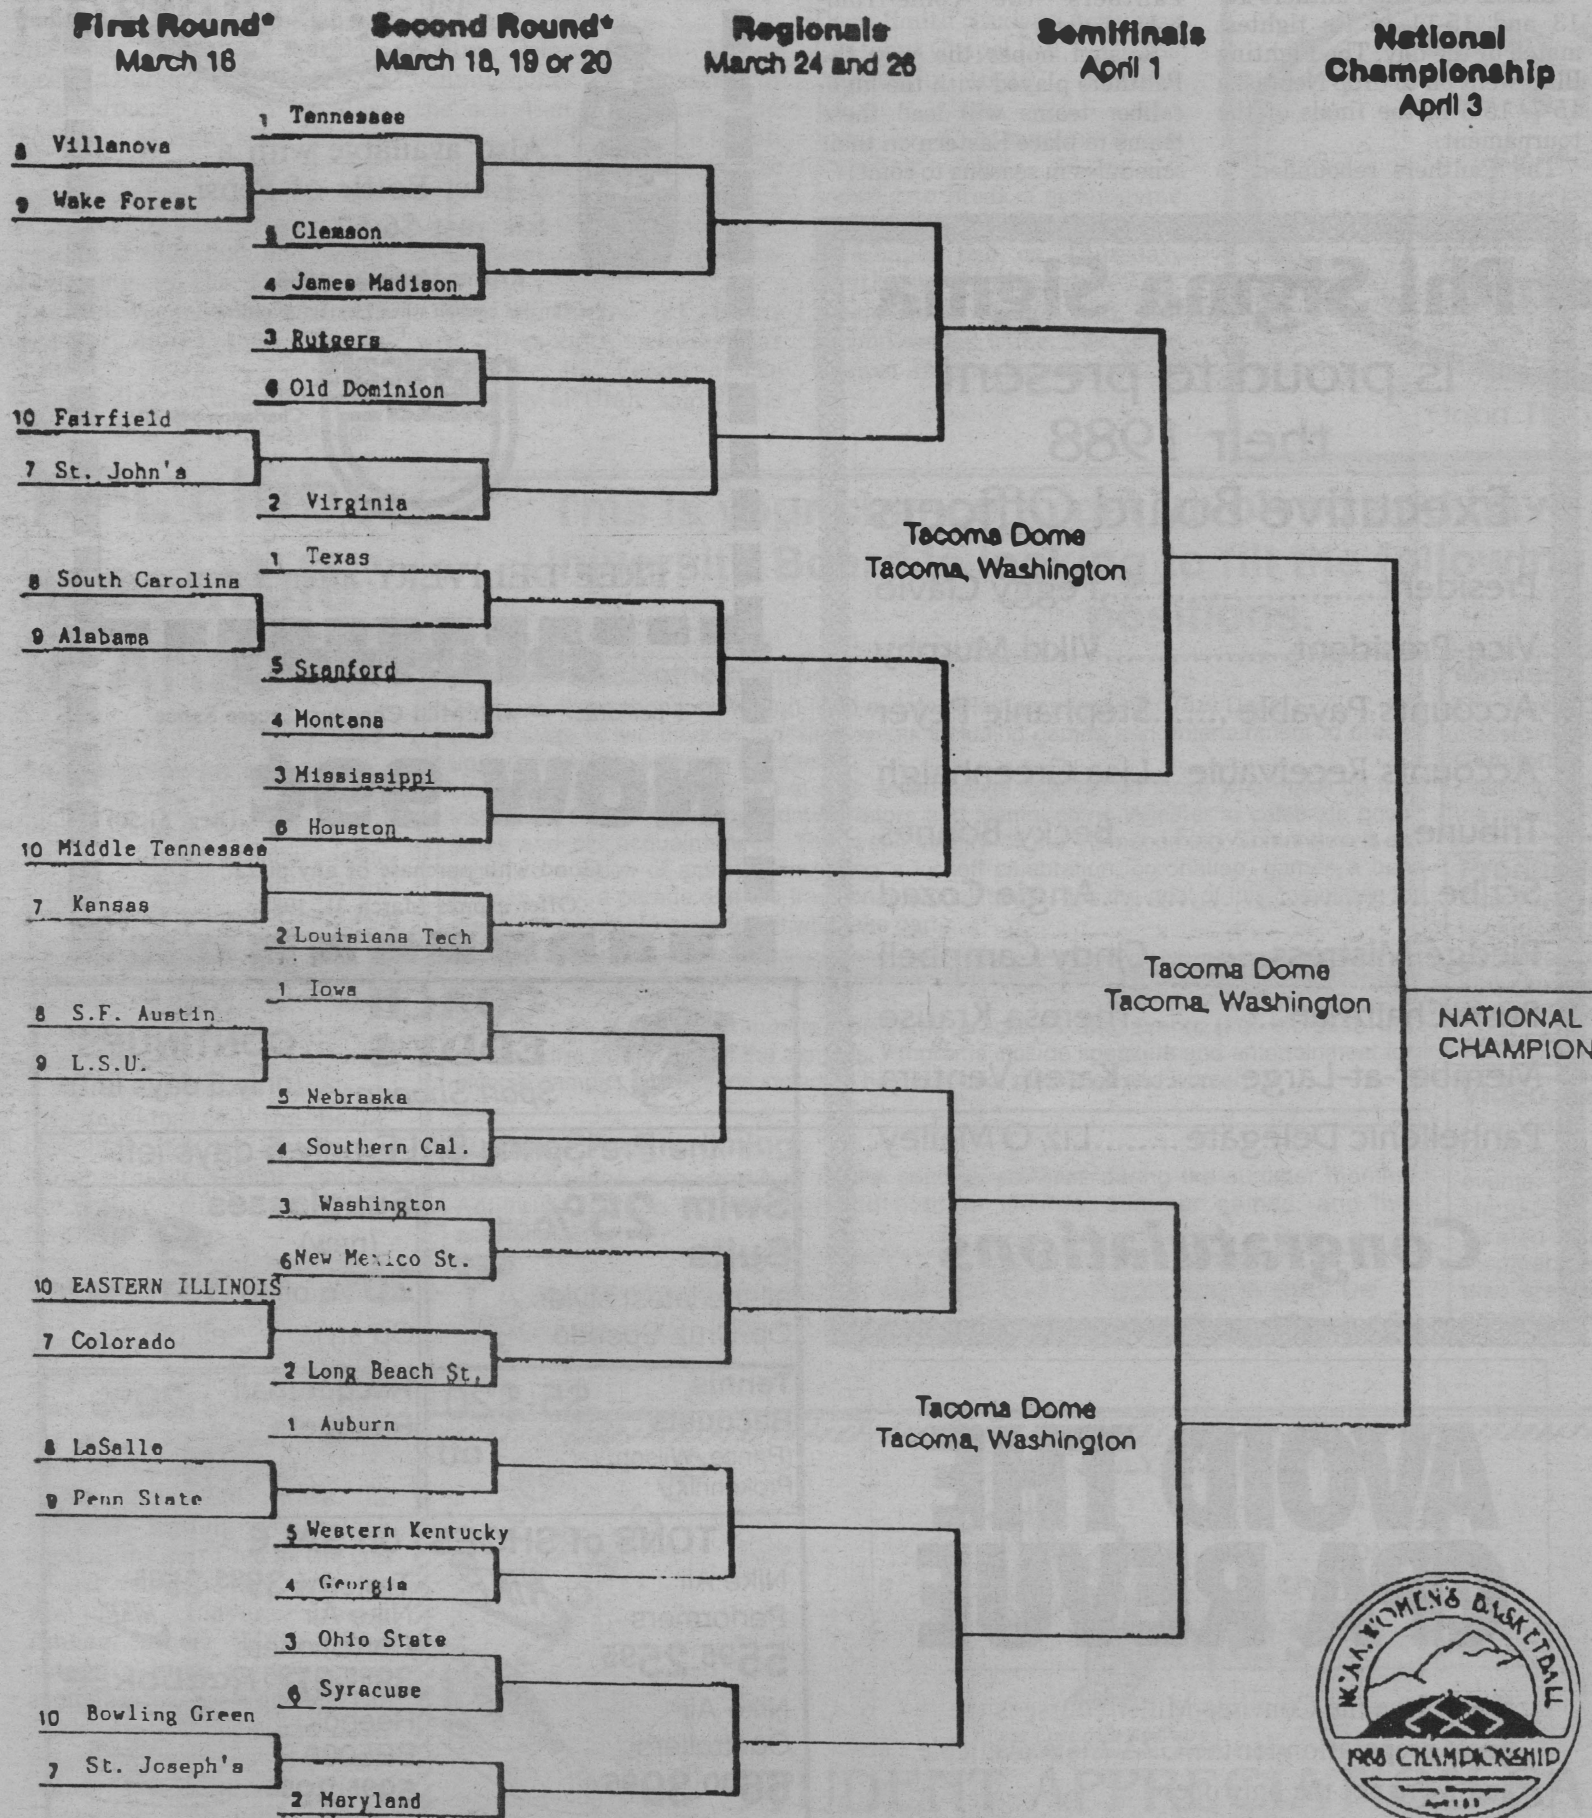 First Round*
March 16
Second Round*
March 18, 19 or 20
Regionals
March 24 and 26
Semifinals
April 1
National
Championship
April 3
1 Tennessee
8 Villanova
9 Wake Forest
5 Clemson
4 James Madison
3 Rutgers
6 Old Dominion
10 Fairfield
7 St. John's
2 Virginia
Tacoma Dome
Tacoma, Washington
1 Texas
8 South Carolina
9 Alabama
5 Stanford
4 Montana
3 Mississippi
6 Houston
10 Middle Tennessee
7 Kansas
2 Louisiana Tech
Tacoma Dome
Tacoma, Washington
NATIONAL
CHAMPION
1 Iowa
8 S.F. Austin
9 L.S.U.
5 Nebraska
4 Southern Cal.
3 Washington
6 New Mexico St.
10 EASTERN ILLINOIS
7 Colorado
2 Long Beach St.
Tacoma Dome
Tacoma, Washington
1 Auburn
8 LaSalle
9 Penn State
5 Western Kentucky
4 Georgia
3 Ohio State
6 Syracuse
10 Bowling Green
7 St. Joseph's
2 Maryland
NCAA WOMEN'S BASKETBALL
1988 CHAMPIONSHIP